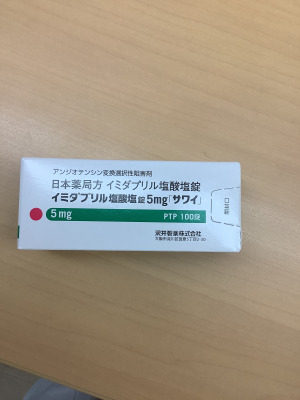 アンジオテンシン変換選択性阻害剤
日本薬局方 イミダプリル塩酸塩錠
イミダプリル塩酸塩錠5mg「サワイ」
5mg
PTP 100錠
沢井製薬株式会社